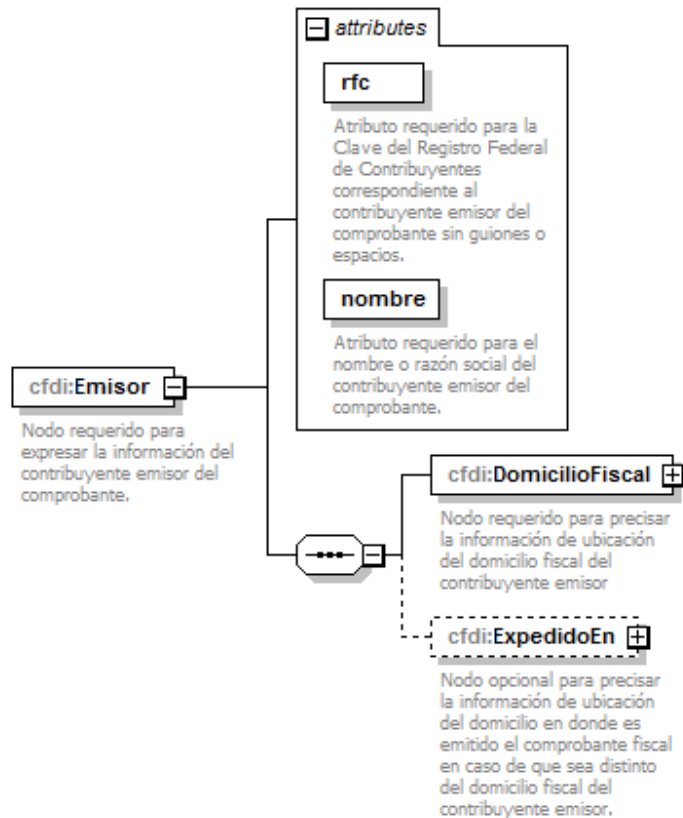 attributes
rfc
Atributo requerido para la
Clave del Registro Federal
de Contribuyentes
correspondiente al
contribuyente emisor del
comprobante sin guiones o
espacios.
nombre
Atributo requerido para el
nombre o razón social del
contribuyente emisor del
comprobante.
cfdi:Emisor
Nodo requerido para
expresar la información del
contribuyente emisor del
comprobante.
cfdi:DomicilioFiscal
Nodo requerido para precisar
la información de ubicación
del domicilio fiscal del
contribuyente emisor
cfdi:ExpedidoEn
Nodo opcional para precisar
la información de ubicación
del domicilio en donde es
emitido el comprobante fiscal
en caso de que sea distinto
del domicilio fiscal del
contribuyente emisor.